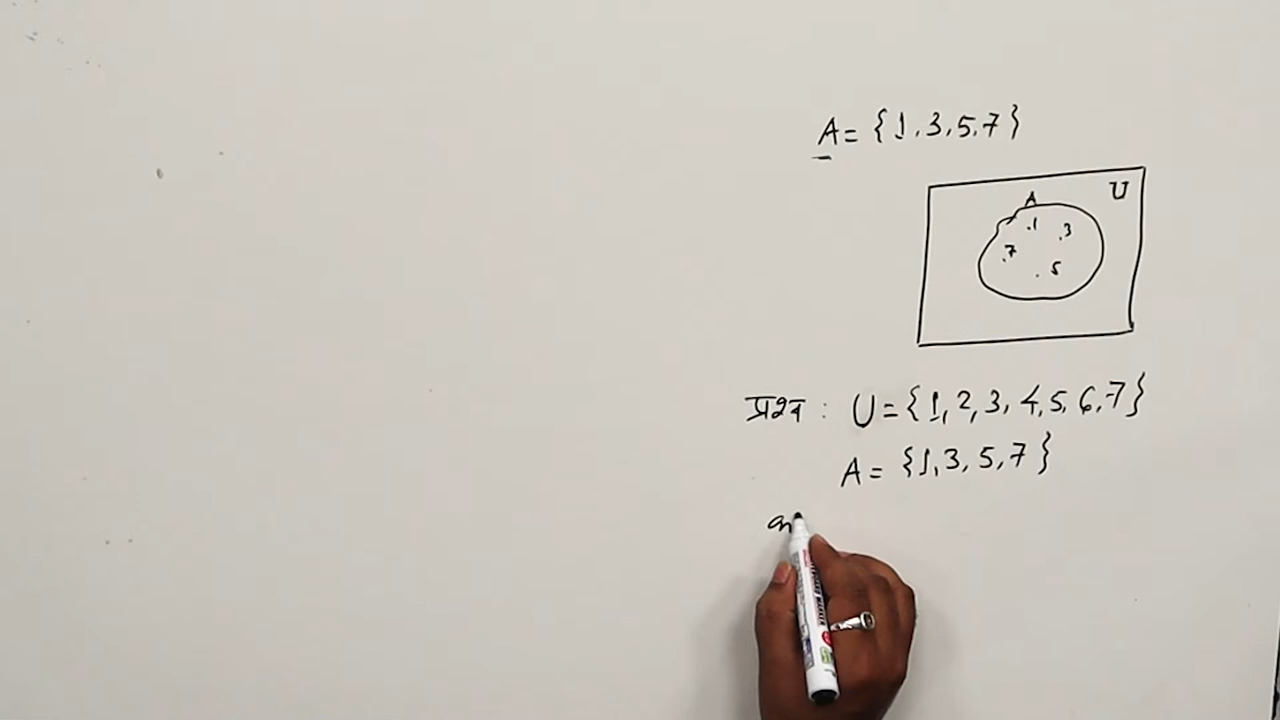 A = {1, 3, 5, 7}
U
A
.1 .3
.7
.5
प्रश्न : U = {1, 2, 3, 4, 5, 6, 7}
A = {1, 3, 5, 7}